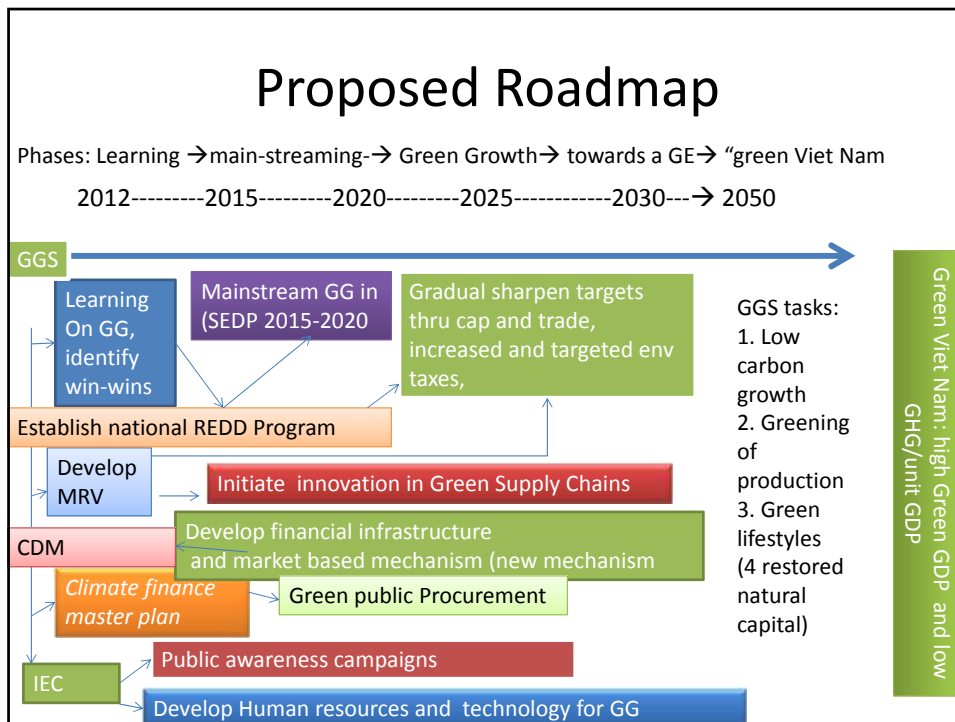 Proposed Roadmap
Phases: Learning →main-streaming-→ Green Growth→ towards a GE→ “green Viet Nam
2012---------2015---------2020---------2025------------2030---→ 2050
GGS
Learning
On GG,
identify
win-wins
Mainstream GG in
(SEDP 2015-2020
Gradual sharpen targets
thru cap and trade,
increased and targeted env
taxes,
Establish national REDD Program
Develop
MRV
Initiate innovation in Green Supply Chains
CDM
Develop financial infrastructure
and market based mechanism (new mechanism
Climate finance
master plan
Green public Procurement
IEC
Public awareness campaigns
Develop Human resources and technology for GG
GGS tasks:
1. Low
carbon
growth
2. Greening
of
production
3. Green
lifestyles
(4 restored
natural
capital)
Green Viet Nam: high Green GDP and low
GHG/unit GDP